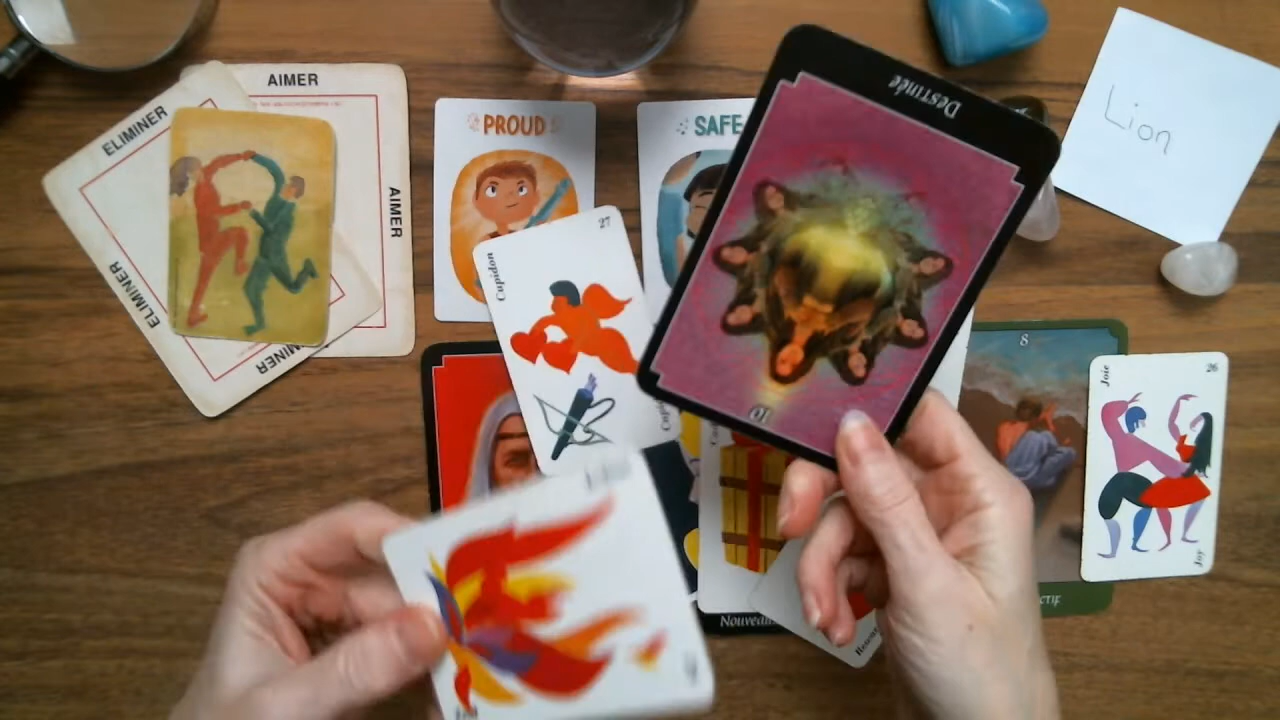 AIMER
AIMER
ELIMINER
ELIMINER
ELIMINER
PROUD
SAFE
Destinée
10
Lion
27
Cupidon
8
Joie
26
Joy